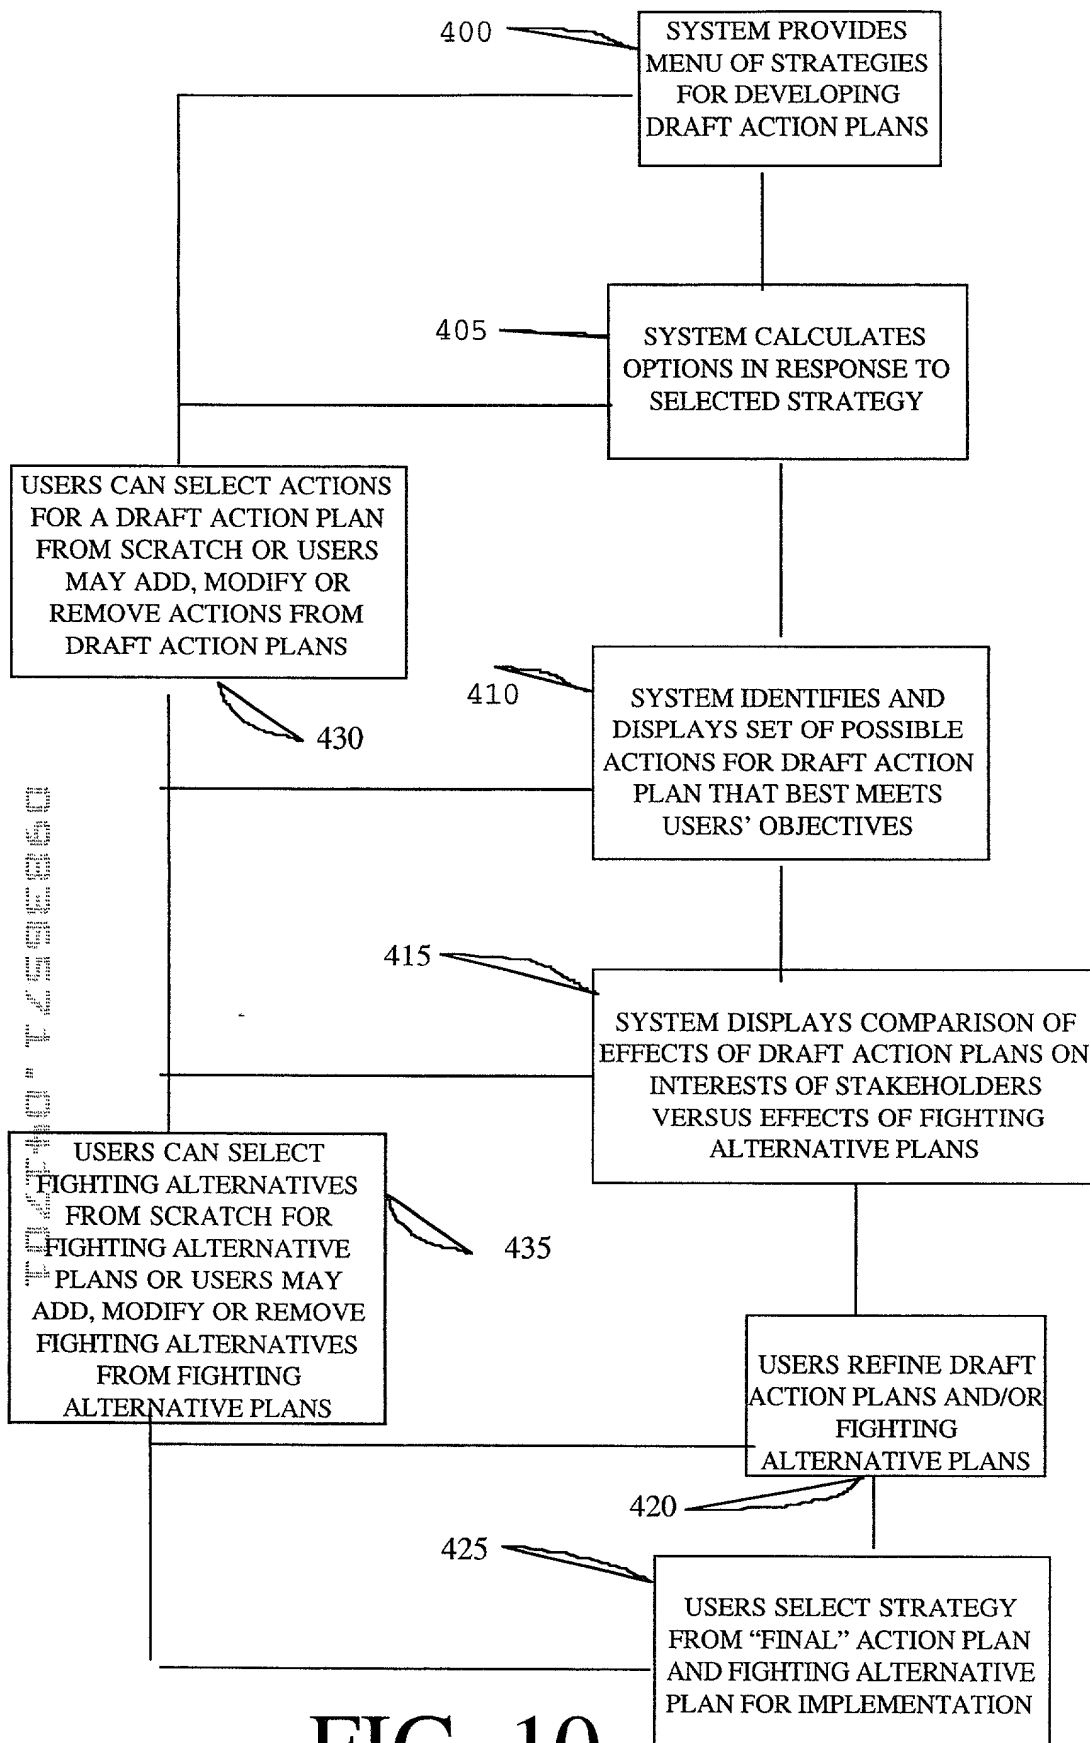 400
SYSTEM PROVIDES
MENU OF STRATEGIES
FOR DEVELOPING
DRAFT ACTION PLANS
405
SYSTEM CALCULATES
OPTIONS IN RESPONSE TO
SELECTED STRATEGY
USERS CAN SELECT ACTIONS
FOR A DRAFT ACTION PLAN
FROM SCRATCH OR USERS
MAY ADD, MODIFY OR
REMOVE ACTIONS FROM
DRAFT ACTION PLANS
430
410
SYSTEM IDENTIFIES AND
DISPLAYS SET OF POSSIBLE
ACTIONS FOR DRAFT ACTION
PLAN THAT BEST MEETS
USERS’ OBJECTIVES
415
SYSTEM DISPLAYS COMPARISON OF
EFFECTS OF DRAFT ACTION PLANS ON
INTERESTS OF STAKEHOLDERS
VERSUS EFFECTS OF FIGHTING
ALTERNATIVE PLANS
USERS CAN SELECT
FIGHTING ALTERNATIVES
FROM SCRATCH FOR
FIGHTING ALTERNATIVE
PLANS OR USERS MAY
ADD, MODIFY OR REMOVE
FIGHTING ALTERNATIVES
FROM FIGHTING
ALTERNATIVE PLANS
435
USERS REFINE DRAFT
ACTION PLANS AND/OR
FIGHTING
ALTERNATIVE PLANS
420
425
USERS SELECT STRATEGY
FROM “FINAL” ACTION PLAN
AND FIGHTING ALTERNATIVE
PLAN FOR IMPLEMENTATION
FIG. 10
09836571.041701